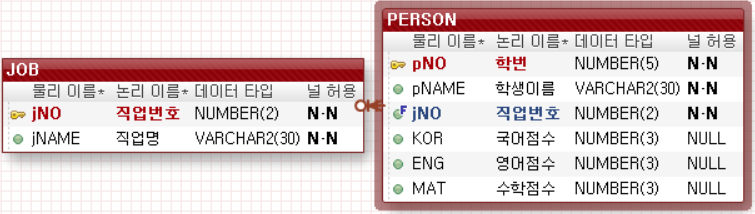 JOB
물리 이름* 논리 이름* 데이터 타입 널 허용
jNO 직업번호 NUMBER(2) N·N
jNAME 직업명 VARCHAR2(30) N·N
PERSON
물리 이름* 논리 이름* 데이터 타입 널 허용
pNO 학번 NUMBER(5) N·N
pNAME 학생이름 VARCHAR2(30) N·N
F jNO 직업번호 NUMBER(2) N·N
KOR 국어점수 NUMBER(3) NULL
ENG 영어점수 NUMBER(3) NULL
MAT 수학점수 NUMBER(3) NULL